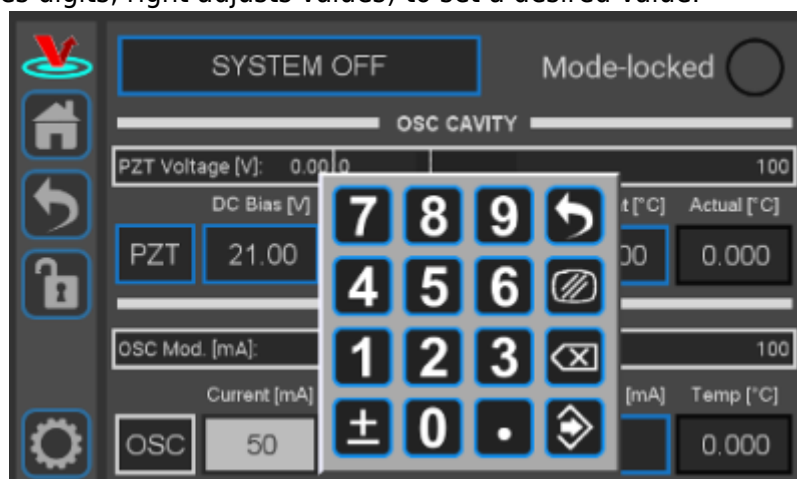 digits, right adjusts values) to set a desired value.
SYSTEM OFF Mode-locked
OSC CAVITY
PZT Voltage [V]: 0.00 0 100
DC Bias [V] [°C] Actual [°C]
PZT 21.00 00 0.000
OSC Mod. [mA]: 100
Current [mA] [mA] Temp [°C]
OSC 50 0.000
7 8 9
4 5 6
1 2 3
± 0 .